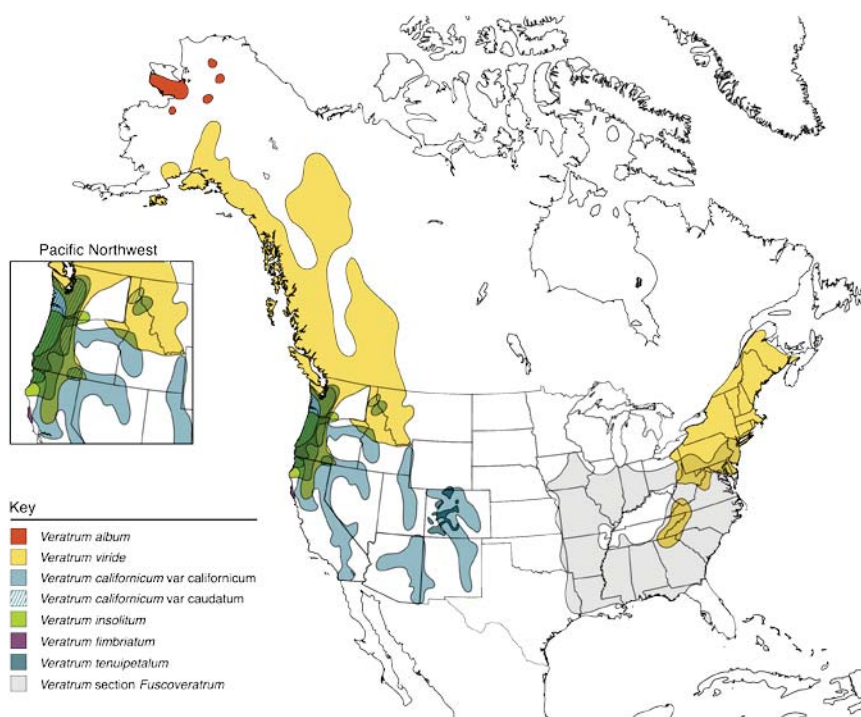 Pacific Northwest
Key
Veratrum album
Veratrum viride
Veratrum californicum var californicum
Veratrum californicum var caudatum
Veratrum insolitum
Veratrum fimbriatum
Veratrum tenuipetalum
Veratrum section Fuscoveratrum